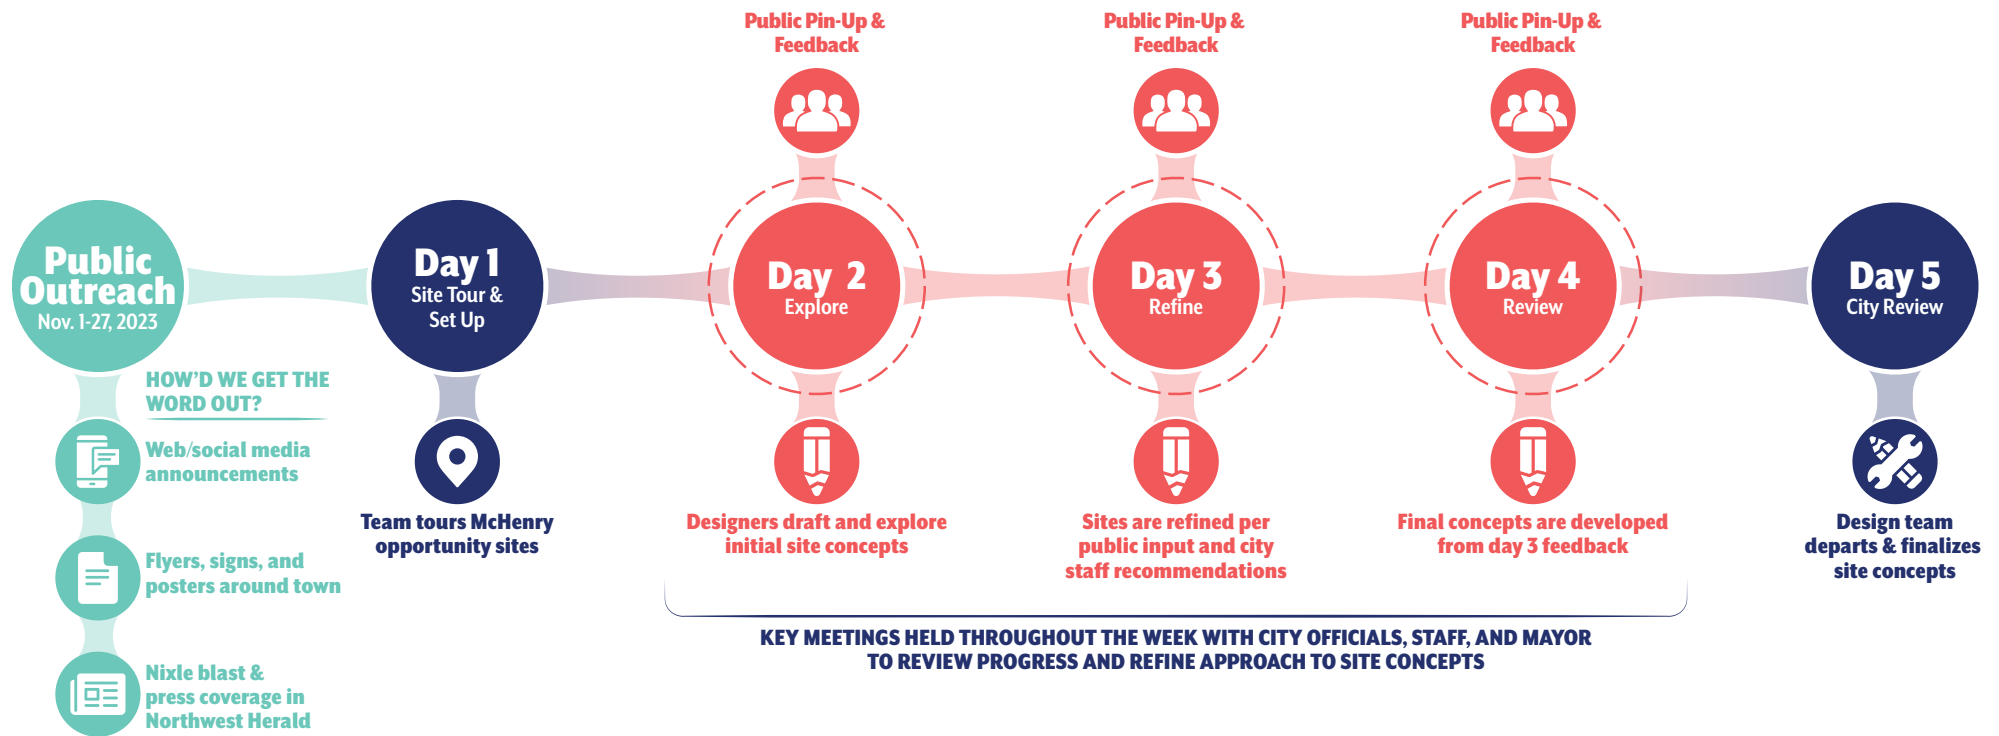 Public
Outreach
Nov. 1-27, 2023
HOW'D WE GET THE
WORD OUT?
Web/social media
announcements
Flyers, signs, and
posters around town
Nixle blast &
press coverage in
Northwest Herald
Day 1
Site Tour &
Set Up
Team tours McHenry
opportunity sites
Public Pin-Up &
Feedback
Day 2
Explore
Designers draft and explore
initial site concepts
Public Pin-Up &
Feedback
Day 3
Refine
Sites are refined per
public input and city
staff recommendations
Public Pin-Up &
Feedback
Day 4
Review
Final concepts are developed
from day 3 feedback
KEY MEETINGS HELD THROUGHOUT THE WEEK WITH CITY OFFICIALS, STAFF, AND MAYOR
TO REVIEW PROGRESS AND REFINE APPROACH TO SITE CONCEPTS
Day 5
City Review
Design team
departs & finalizes
site concepts